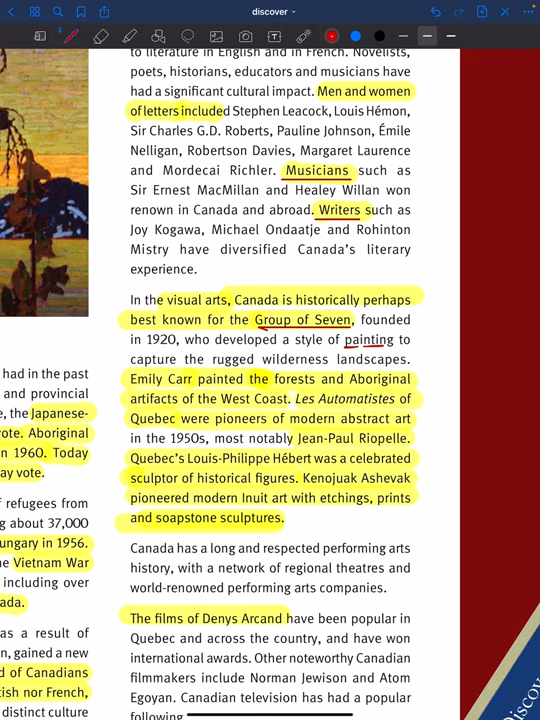 discover
to literature in English and in French. Novelists,
poets, historians, educators and musicians have
had a significant cultural impact. Men and women
of letters included Stephen Leacock, Louis Hémon,
Sir Charles G.D. Roberts, Pauline Johnson, Émile
Nelligan, Robertson Davies, Margaret Laurence
and Mordecai Richler. Musicians such as
Sir Ernest MacMillan and Healey Willan won
renown in Canada and abroad. Writers such as
Joy Kogawa, Michael Ondaatje and Rohinton
Mistry have diversified Canada's literary
experience.
In the visual arts, Canada is historically perhaps
best known for the Group of Seven, founded
in 1920, who developed a style of painting to
capture the rugged wilderness landscapes.
Emily Carr painted the forests and Aboriginal
artifacts of the West Coast. Les Automatistes of
Quebec were pioneers of modern abstract art
in the 1950s, most notably Jean-Paul Riopelle.
Quebec's Louis-Philippe Hébert was a celebrated
sculptor of historical figures. Kenojuak Ashevak
pioneered modern Inuit art with etchings, prints
and soapstone sculptures.
Canada has a long and respected performing arts
history, with a network of regional theatres and
world-renowned performing arts companies.
The films of Denys Arcand have been popular in
Quebec and across the country, and have won
international awards. Other noteworthy Canadian
filmmakers include Norman Jewison and Atom
Egoyan. Canadian television has had a popular
following
had in the past
and provincial
e, the Japanese-
vote. Aboriginal
n 1960. Today
ay vote.
f refugees from
g about 37,000
ungary in 1956.
he Vietnam War
including over
ada.
as a result of
n, gained a new
d of Canadians
tish nor French,
distinct culture
discov